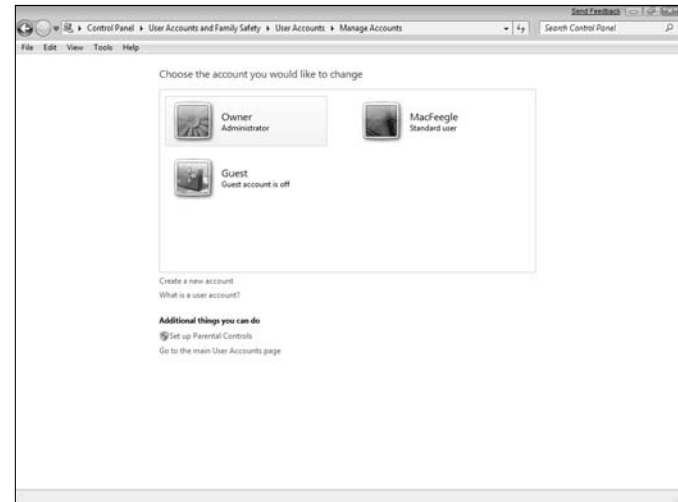 Send Feedback
Control Panel ▸ User Accounts and Family Safety ▸ User Accounts ▸ Manage Accounts
Search Control Panel
File Edit View Tools Help
Choose the account you would like to change
Owner
Administrator
MacFeegle
Standard user
Guest
Guest account is off
Create a new account
What is a user account?
Additional things you can do
Set up Parental Controls
Go to the main User Accounts page